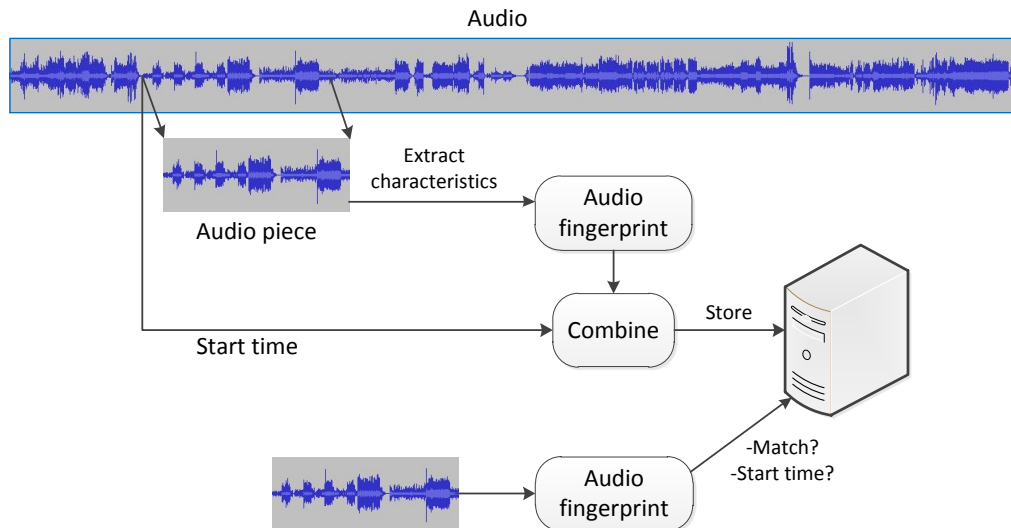 Audio
Extract
characteristics
Audio
fingerprint
Audio piece
Combine
Store
Start time
-Match?
-Start time?
Audio
fingerprint